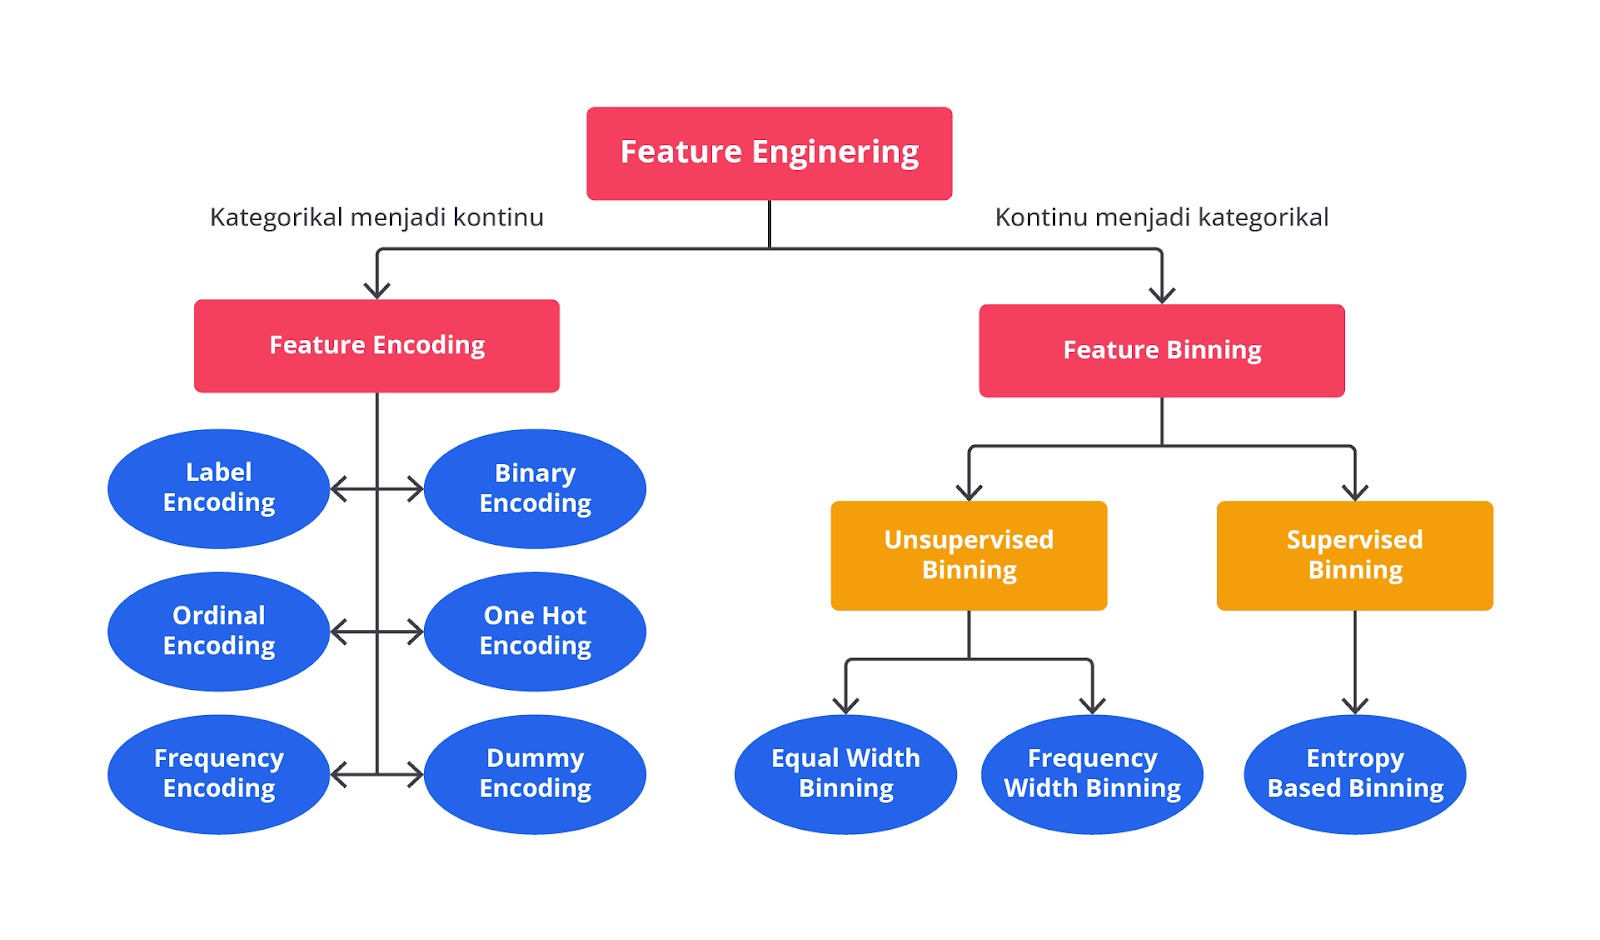 Feature Enginering
Kategorikal menjadi kontinu
Kontinu menjadi kategorikal
Feature Encoding
Feature Binning
Label
Encoding
Binary
Encoding
Ordinal
Encoding
One Hot
Encoding
Frequency
Encoding
Dummy
Encoding
Unsupervised
Binning
Supervised
Binning
Equal Width
Binning
Frequency
Width Binning
Entropy
Based Binning